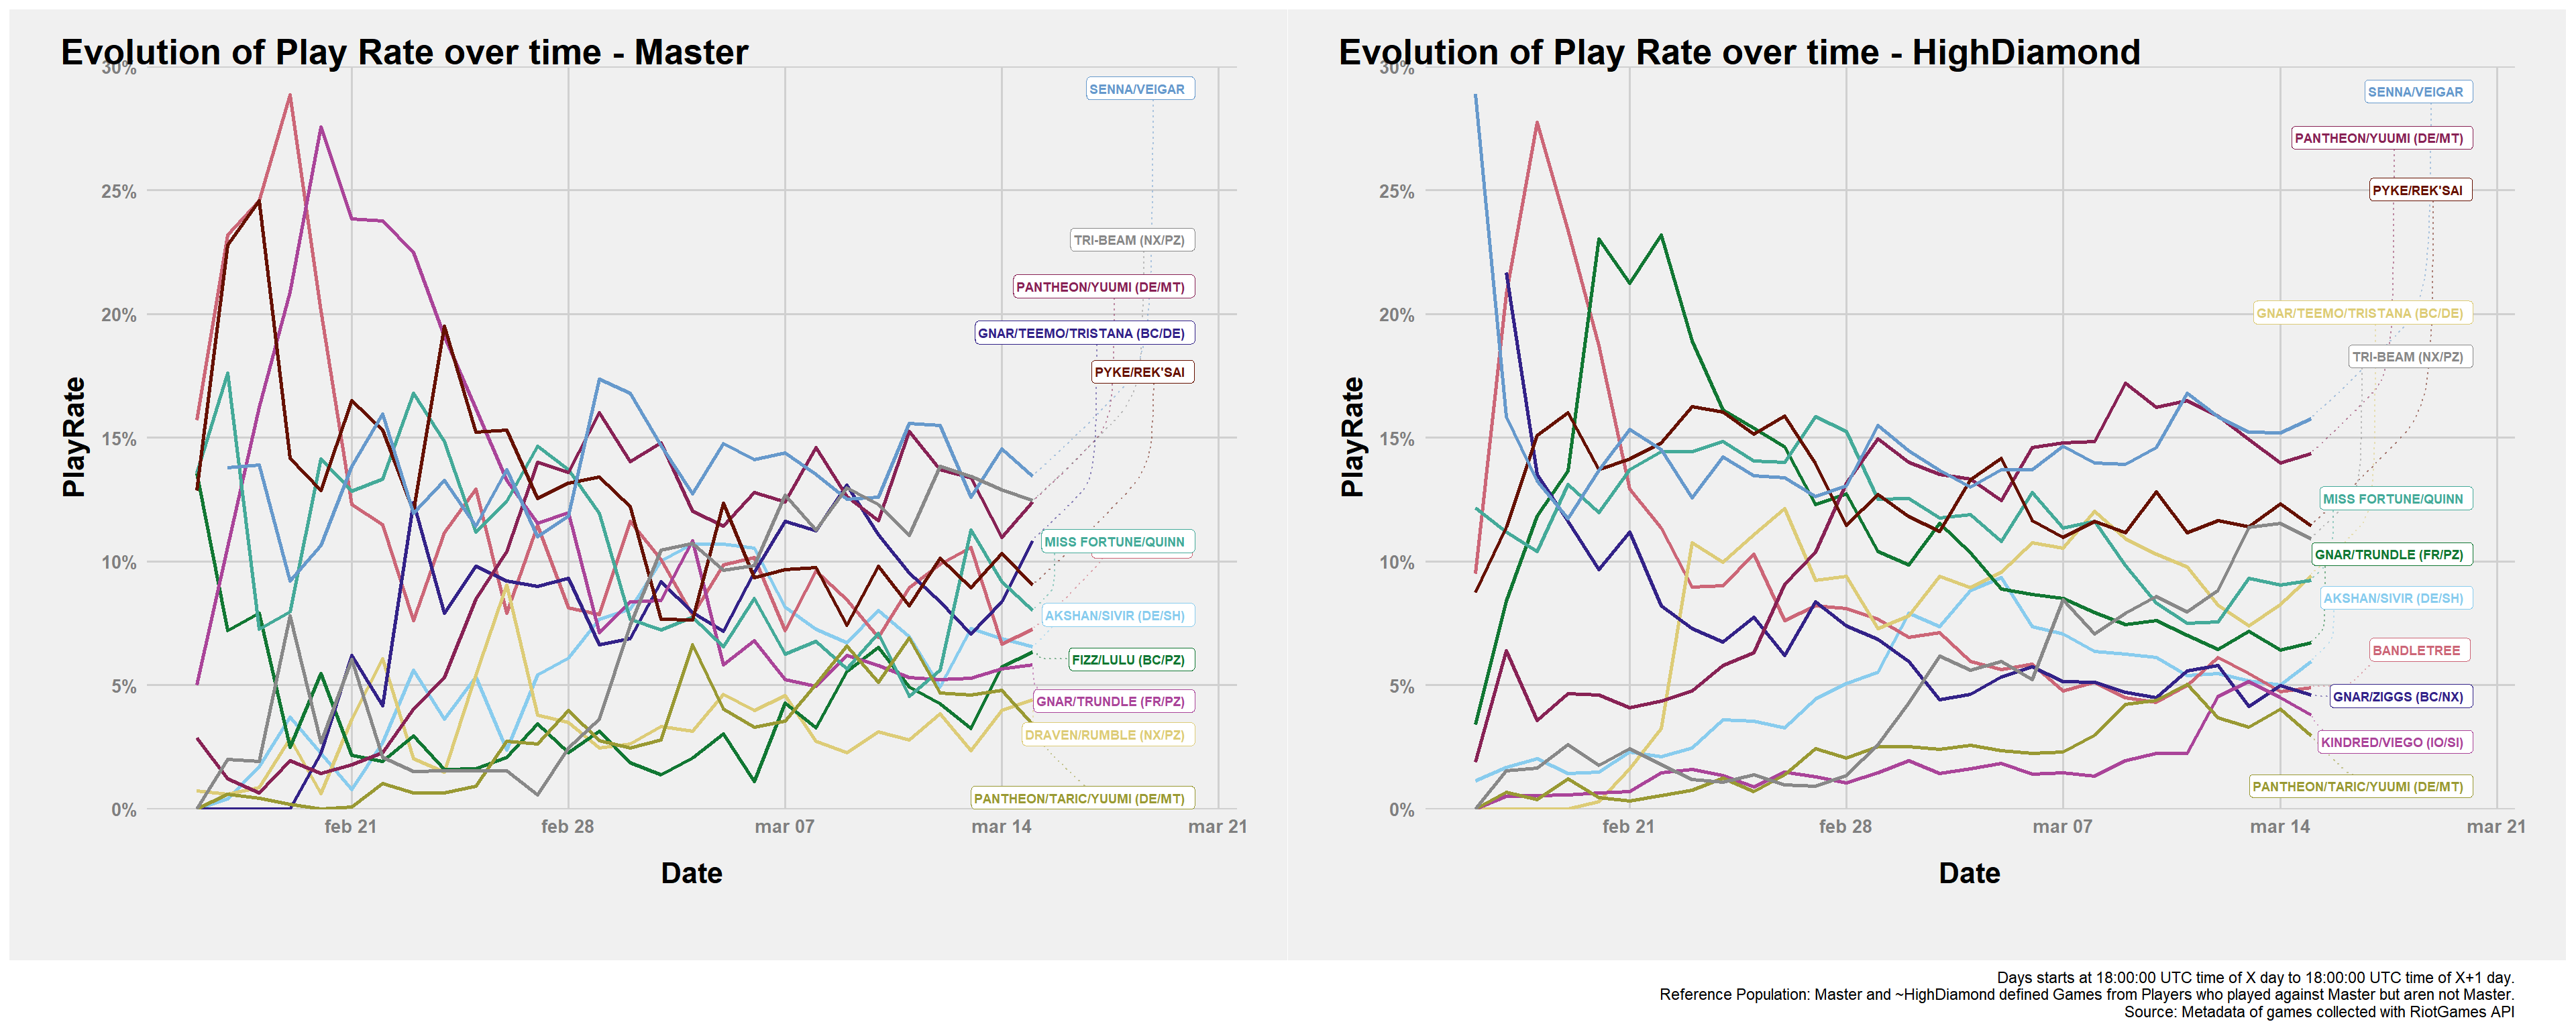 Evolution of Play Rate over time - Master
30%
25%
20%
15%
10%
5%
0%
PlayRate
feb 21
feb 28
mar 07
mar 14
mar 21
Date
SENNA/VEIGAR
TRI-BEAM (NX/PZ)
PANTHEON/YUUMI (DE/MT)
GNAR/TEEMO/TRISTANA (BC/DE)
PYKE/REK'SAI
MISS FORTUNE/QUINN
AKSHAN/SIVIR (DE/SH)
FIZZ/LULU (BC/PZ)
GNAR/TRUNDLE (FR/PZ)
DRAVEN/RUMBLE (NX/PZ)
PANTHEON/TARIC/YUUMI (DE/MT)
Evolution of Play Rate over time - HighDiamond
30%
25%
20%
15%
10%
5%
0%
PlayRate
feb 21
feb 28
mar 07
mar 14
mar 21
Date
SENNA/VEIGAR
PANTHEON/YUUMI (DE/MT)
PYKE/REK'SAI
GNAR/TEEMO/TRISTANA (BC/DE)
TRI-BEAM (NX/PZ)
MISS FORTUNE/QUINN
GNAR/TRUNDLE (FR/PZ)
AKSHAN/SIVIR (DE/SH)
BANDLETREE
GNAR/ZIGGS (BC/NX)
KINDRED/VIEGO (IO/SI)
PANTHEON/TARIC/YUUMI (DE/MT)
Days starts at 18:00:00 UTC time of X day to 18:00:00 UTC time of X+1 day.
Reference Population: Master and ~HighDiamond defined Games from Players who played against Master but aren not Master.
Source: Metadata of games collected with RiotGames API